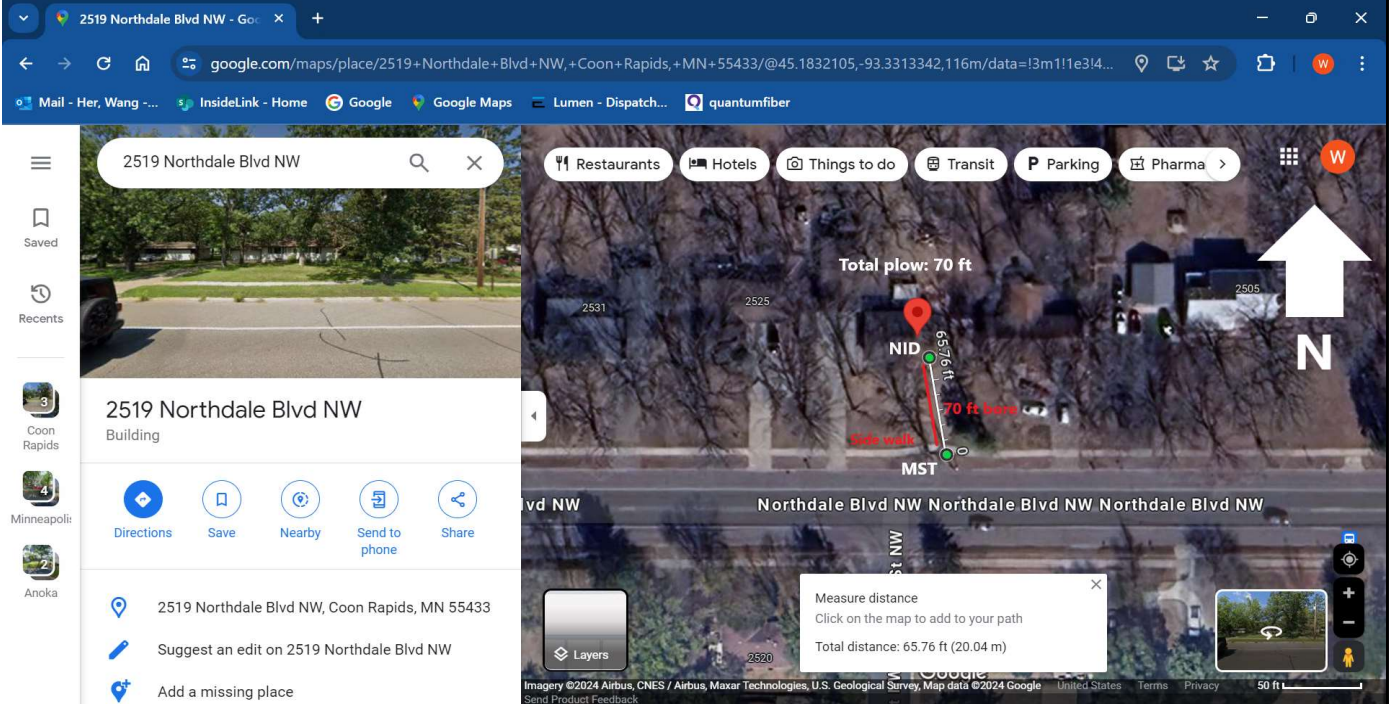 2519 Northdale Blvd NW - Goo
google.com/maps/place/2519+Northdale+Blvd+NW,+Coon+Rapids,+MN+55433/@45.1832105,-93.3313342,116m/data=!3m1!1e3!4...
W
Mail - Her, Wang -...
InsideLink - Home
Google
Google Maps
Lumen - Dispatch...
quantumfiber
2519 Northdale Blvd NW
Saved
Recents
3
Coon
Rapids
4
Minneapolis
2
Anoka
2519 Northdale Blvd NW
Building
Directions
Save
Nearby
Send to
phone
Share
2519 Northdale Blvd NW, Coon Rapids, MN 55433
Suggest an edit on 2519 Northdale Blvd NW
Add a missing place
Restaurants
Hotels
Things to do
Transit
P Parking
Pharma
W
Total plow: 70 ft
2531
2525
2505
N
NID
65.76 ft
70 ft bore
Side walk
0
MST
lvd NW
Northdale Blvd NW Northdale Blvd NW Northdale Blvd NW
St NW
2520
Layers
Measure distance
Click on the map to add to your path
Total distance: 65.76 ft (20.04 m)
Google
Imagery ©2024 Airbus, CNES / Airbus, Maxar Technologies, U.S. Geological Survey, Map data ©2024 Google
United States
Terms
Privacy
50 ft
Send Product Feedback